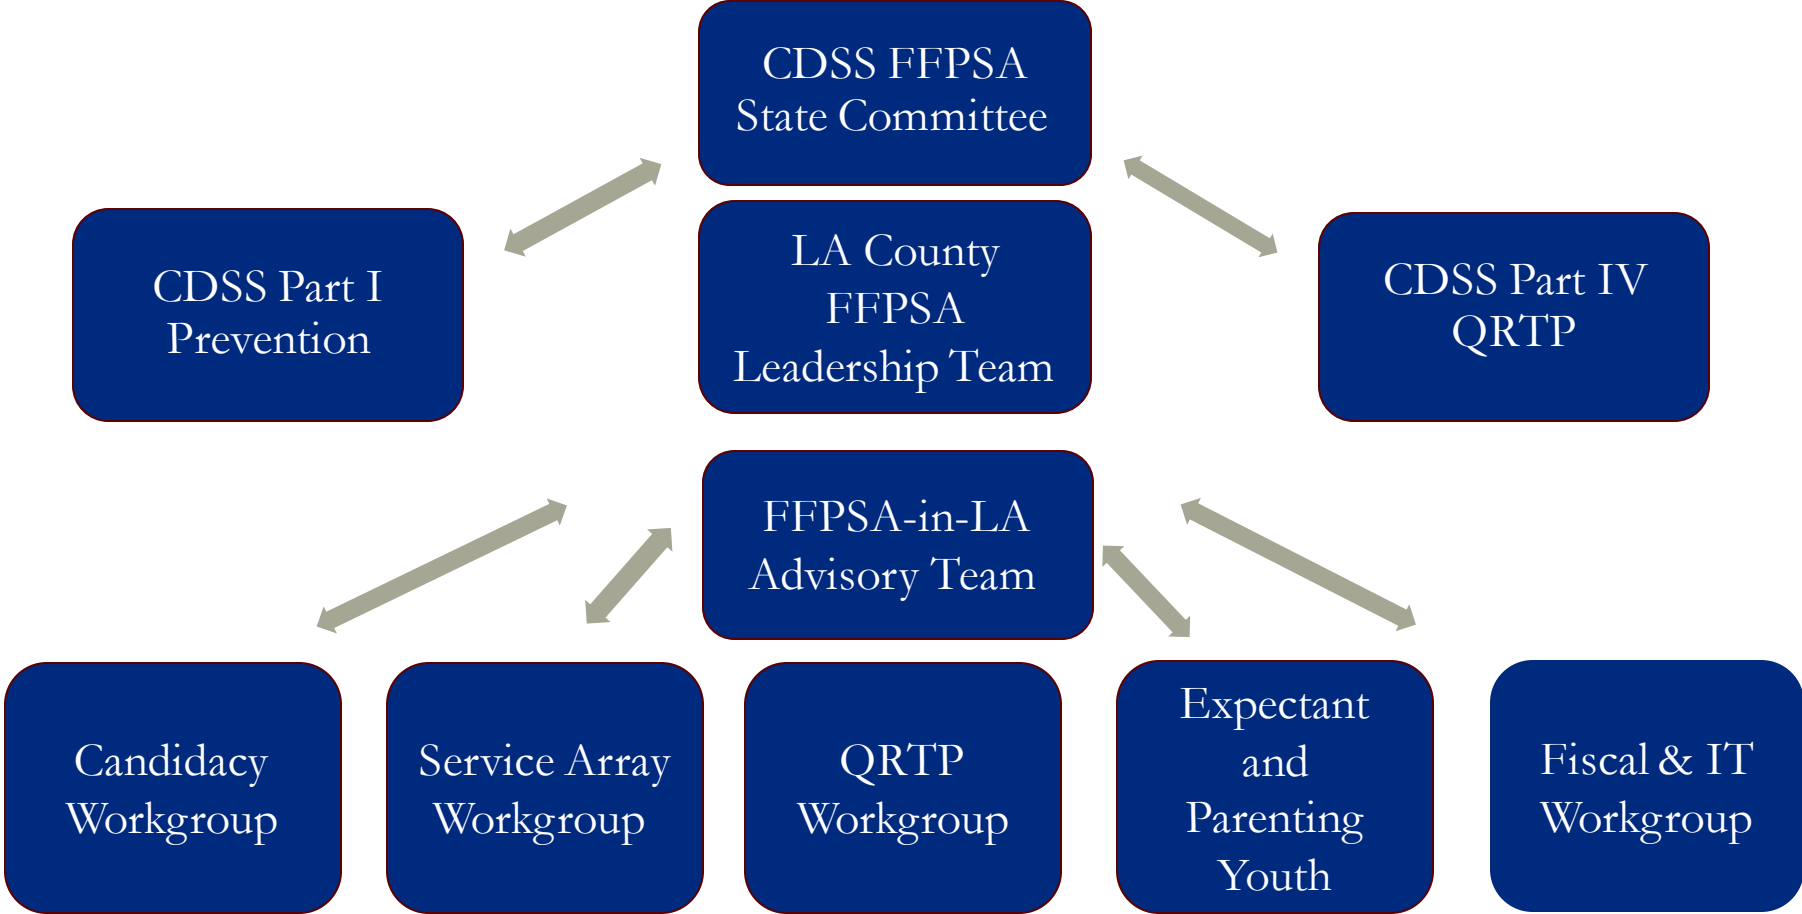 CDSS FFPSA
State Committee
CDSS Part I
Prevention
LA County
FFPSA
Leadership Team
CDSS Part IV
QRTP
FFPSA-in-LA
Advisory Team
Candidacy
Workgroup
Service Array
Workgroup
QRTP
Workgroup
Expectant
and
Parenting
Youth
Fiscal & IT
Workgroup